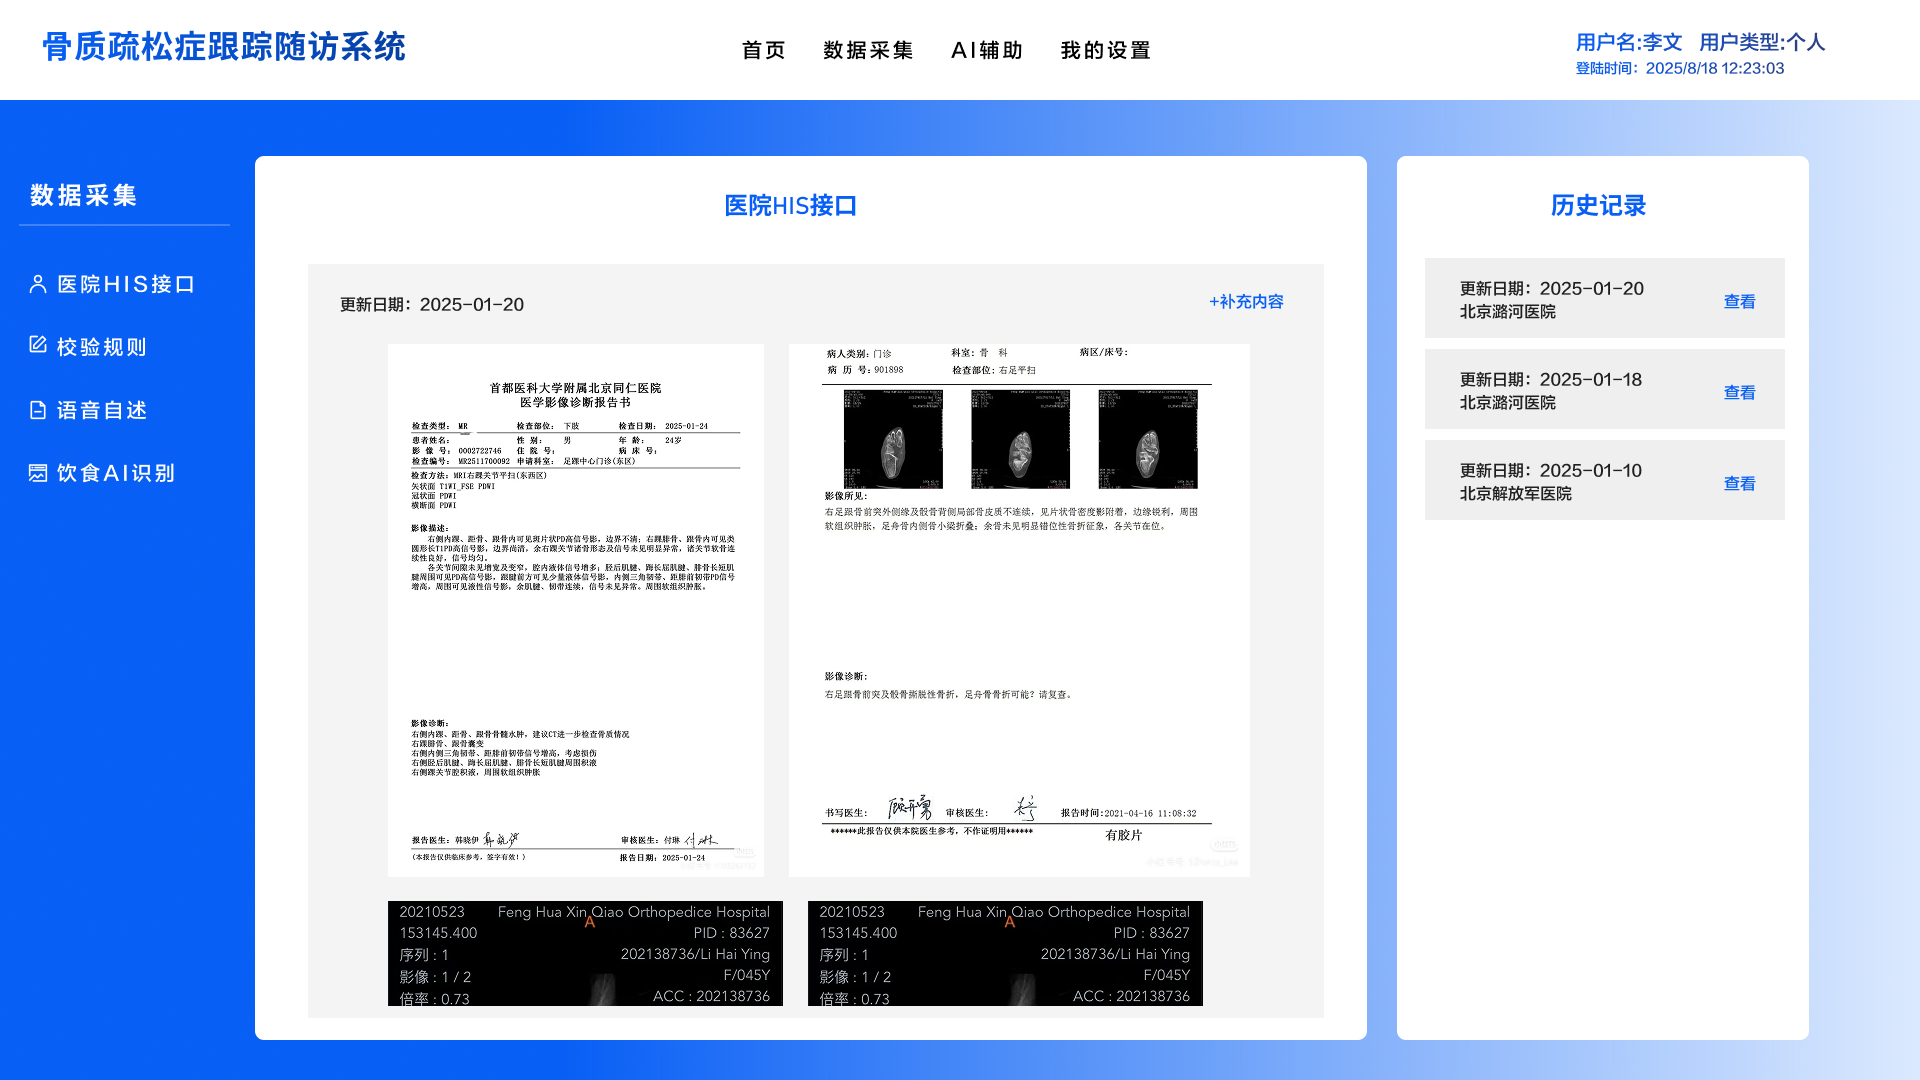 骨质疏松症跟踪随访系统
首页 数据采集 AI辅助 我的设置
用户名:李文 用户类型:个人
登陆时间：2025/8/18 12:23:03
数据采集
医院HIS接口
校验规则
语音自述
饮食AI识别
医院HIS接口
更新日期：2025-01-20
+补充内容
首都医科大学附属北京同仁医院
医学影像诊断报告书
检查类型： MR 检查部位： 下肢 检查日期： 2025-01-24
患者姓名： 性 别： 男 年 龄： 24岁
影 像 号： 0002722746 住 院 号： 病 床 号：
检查编号： MR2511700092 申请科室： 足踝中心门诊(东区)
检查方法：MRI右踝关节平扫(东西区)
矢状面 T1WI_FSE PDWI
冠状面 PDWI
横断面 PDWI
影像描述：
右侧内踝、距骨、跟骨内可见斑片状PD高信号影，边界不清；右踝腓骨、跟骨内可见类
圆形长T1PD高信号影，边界尚清，余右踝关节诸骨形态及信号未见明显异常，诸关节软骨连
续性良好，信号均匀。
各关节间隙未见增宽及变窄，腔内液体信号增多；胫后肌腱、踇长屈肌腱、腓骨长短肌
腱周围可见PD高信号影，跟腱前方可见少量液体信号影，内侧三角韧带、距腓前韧带PD信号
增高，周围可见液性信号影，余肌腱、韧带连续，信号未见异常。周围软组织肿胀。
影像诊断：
右侧内踝、距骨、跟骨骨髓水肿，建议CT进一步检查骨质情况
右踝腓骨、跟骨囊变
右侧内侧三角韧带、距腓前韧带信号增高，考虑损伤
右侧胫后肌腱、踇长屈肌腱、腓骨长短肌腱周围积液
右侧踝关节腔积液，周围软组织肿胀
报告医生：韩晓伊 审核医生：付琳
(本报告仅供临床参考，签字有效！) 报告日期：2025-01-24
病人类别：门诊 科室：骨 科 病区/床号：
病 历 号：901898 检查部位：右足平扫
影像所见：
右足跟骨前突外侧缘及骰骨背侧局部骨皮质不连续，见片状骨密度影附着，边缘锐利，周围
软组织肿胀，足舟骨内侧骨小梁折叠；余骨未见明显错位性骨折征象，各关节在位。
影像诊断：
右足跟骨前突及骰骨撕脱性骨折，足舟骨骨折可能？请复查。
书写医生： 审核医生： 报告时间:2021-04-16 11:08:32
******此报告仅供本院医生参考，不作证明用******
有胶片
20210523 Feng Hua Xin Qiao Orthopedice Hospital
A
153145.400 PID : 83627
序列 : 1 202138736/Li Hai Ying
影像 : 1 / 2 F/045Y
倍率 : 0.73 ACC : 202138736
20210523 Feng Hua Xin Qiao Orthopedice Hospital
A
153145.400 PID : 83627
序列 : 1 202138736/Li Hai Ying
影像 : 1 / 2 F/045Y
倍率 : 0.73 ACC : 202138736
历史记录
更新日期：2025-01-20
北京潞河医院
查看
更新日期：2025-01-18
北京潞河医院
查看
更新日期：2025-01-10
北京解放军医院
查看